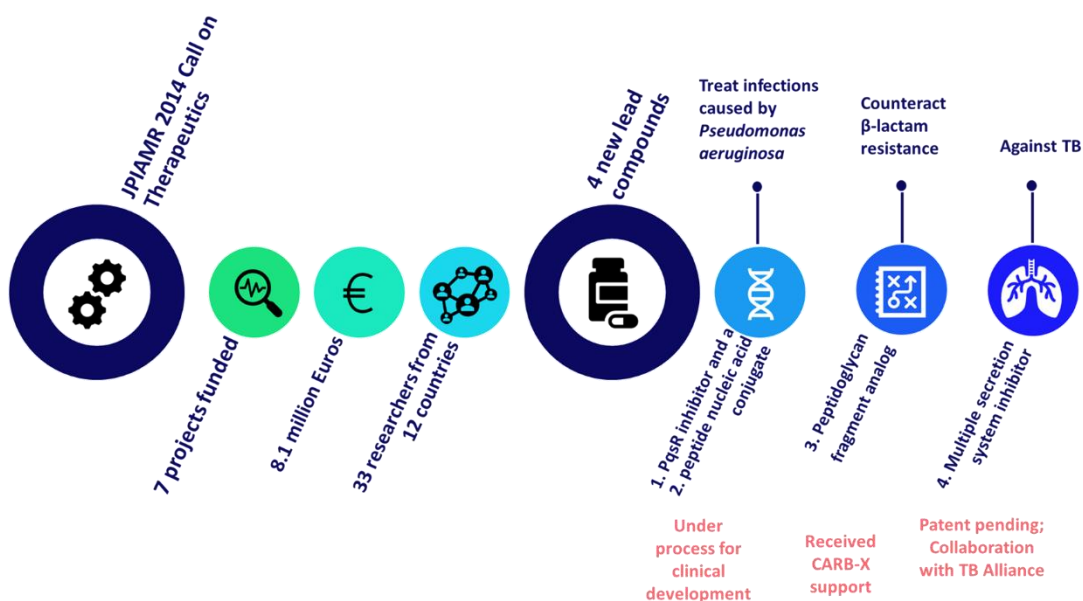 JPIAMR 2014 Call on
Therapeutics
7 projects funded
€
8.1 million Euros
33 researchers from
12 countries
4 new lead
compounds
Treat infections
caused by
Pseudomonas
aeruginosa
1. PqsR inhibitor and a
2. peptide nucleic acid
conjugate
Under
process for
clinical
development
Counteract
β-lactam
resistance
3. Peptidoglycan
fragment analog
Received
CARB-X
support
Against TB
4. Multiple secretion
system inhibitor
Patent pending;
Collaboration
with TB Alliance